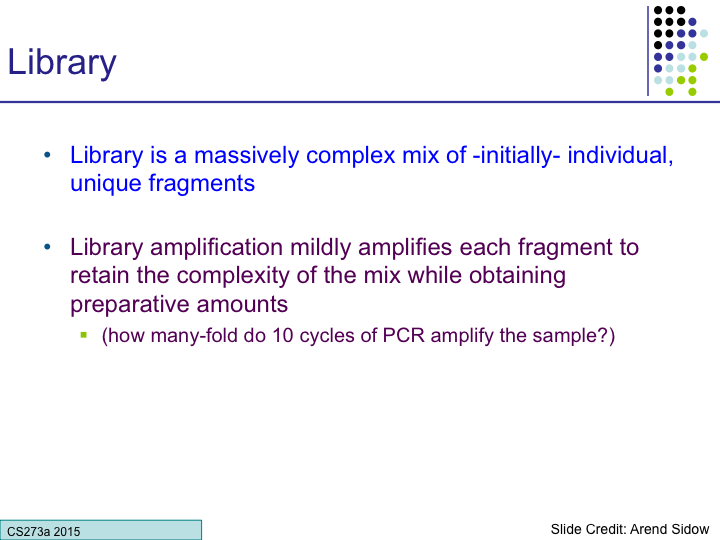 Library
• Library is a massively complex mix of -initially- individual,
unique fragments
• Library amplification mildly amplifies each fragment to
retain the complexity of the mix while obtaining
preparative amounts
▪ (how many-fold do 10 cycles of PCR amplify the sample?)
CS273a 2015
Slide Credit: Arend Sidow